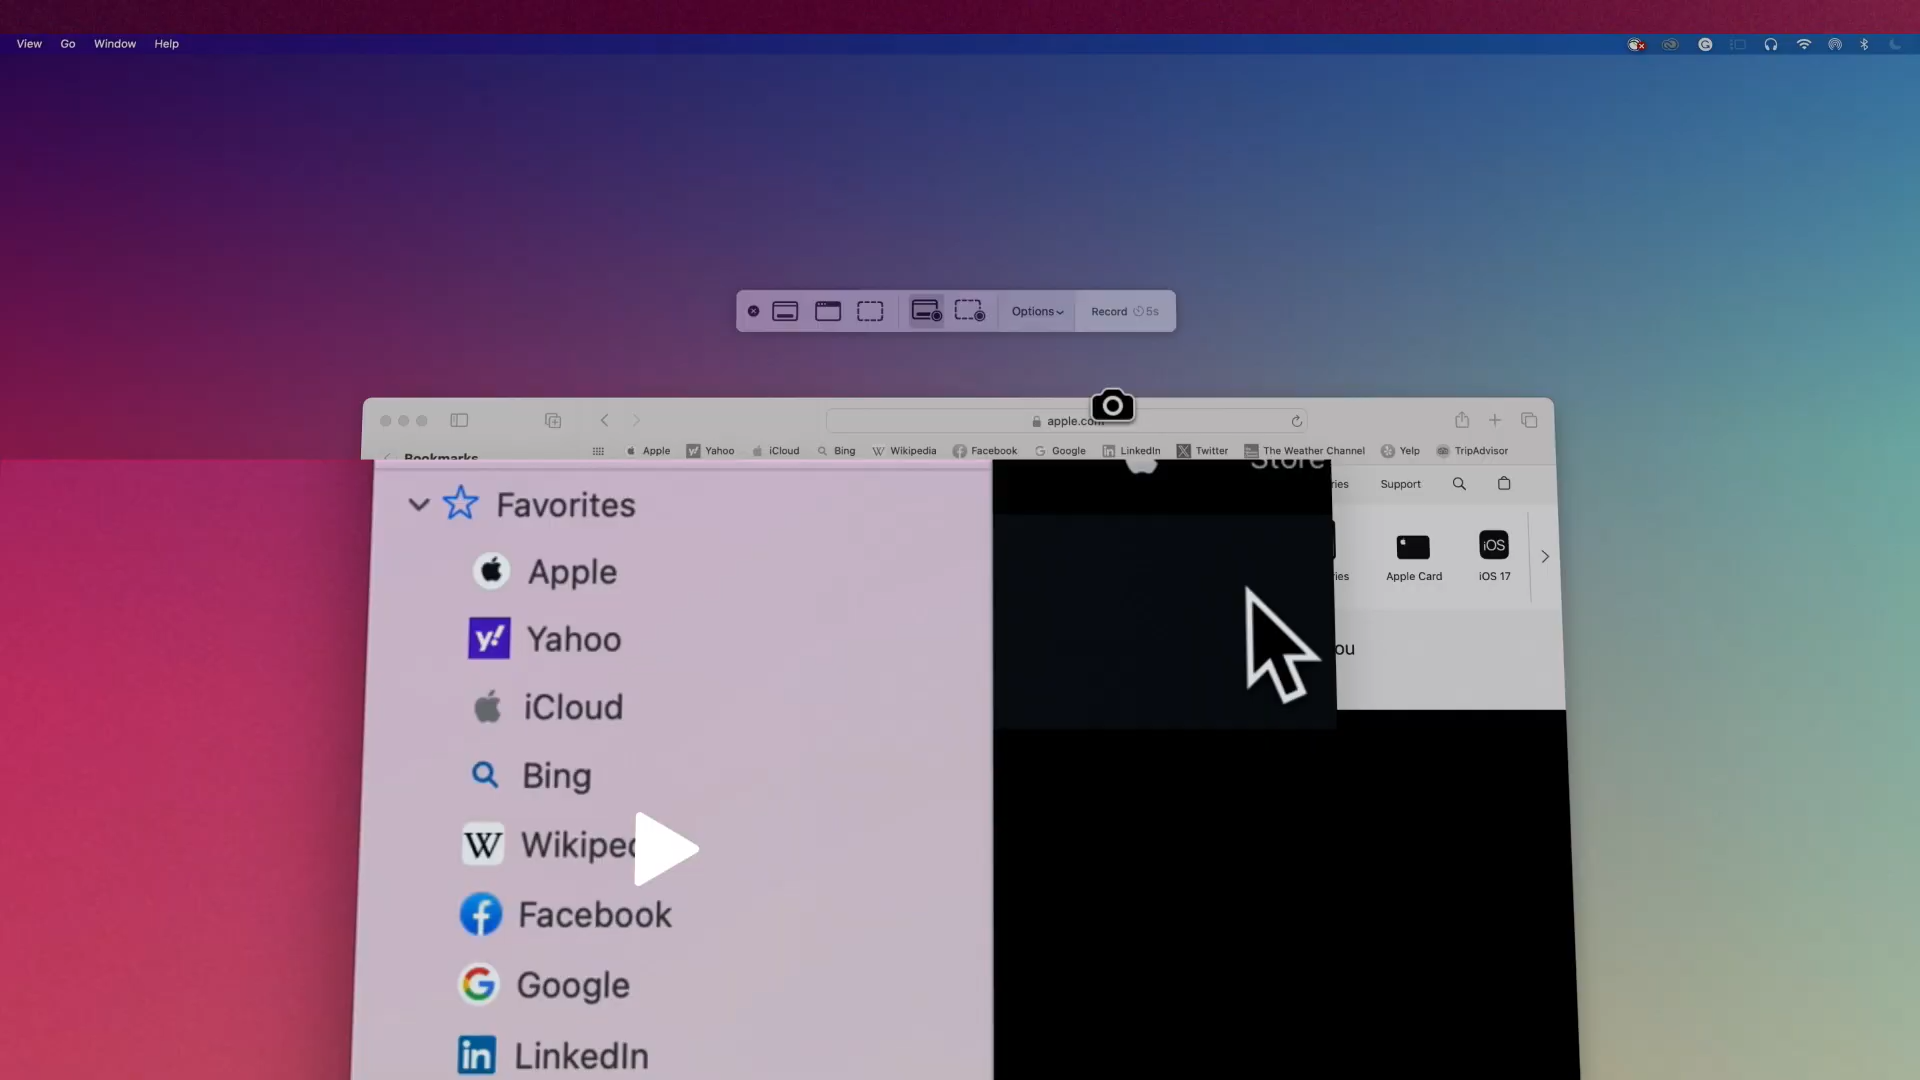 View Go Window Help
Options Record 5s
apple.com
Bookmarks
Apple Yahoo iCloud Bing Wikipedia Facebook Google LinkedIn Twitter The Weather Channel Yelp TripAdvisor
Store
Support
Favorites
Apple
Apple Card
iOS
iOS 17
Yahoo
iCloud
Bing
Facebook
Google
LinkedIn